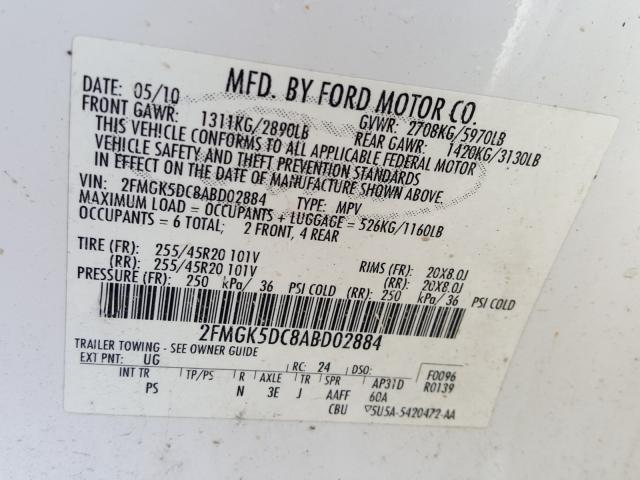 MFD. BY FORD MOTOR CO.
DATE: 05/10 GVWR: 2708KG/5970LB
FRONT GAWR: 1311KG/2890LB REAR GAWR: 1420KG/3130LB
THIS VEHICLE CONFORMS TO ALL APPLICABLE FEDERAL MOTOR
VEHICLE SAFETY AND THEFT PREVENTION STANDARDS
IN EFFECT ON THE DATE OF MANUFACTURE SHOWN ABOVE.
VIN: 2FMGK5DC8ABD02884 TYPE: MPV
MAXIMUM LOAD = OCCUPANTS + LUGGAGE = 526KG/1160LB
OCCUPANTS = 6 TOTAL; 2 FRONT, 4 REAR
TIRE (FR): 255/45R20 101V RIMS (FR): 20X8.0J
(RR): 255/45R20 101V (RR): 20X8.0J
PRESSURE (FR): 250 kPa/36 PSI COLD (RR): 250 kPa/36 PSI COLD
2FMGK5DC8ABD02884
TRAILER TOWING - SEE OWNER GUIDE
EXT PNT: UG RC: 24 DSO: F0096
INT TR TP/PS R AXLE TR SPR AP31D R0139
PS N 3E J AAFF 60A
CBU ▽5U5A-5420472-AA